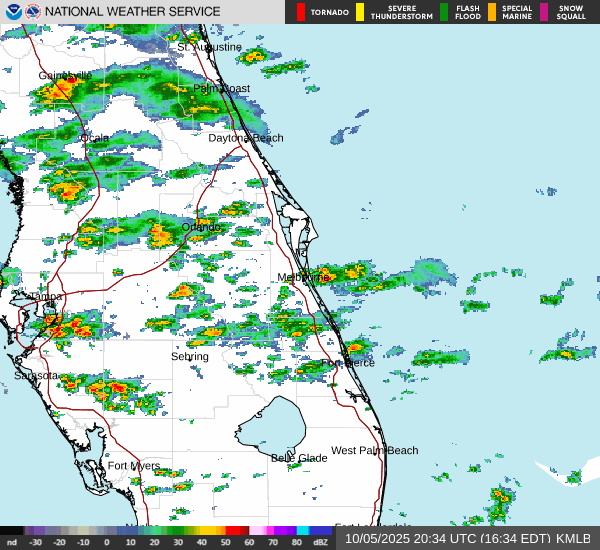 NATIONAL WEATHER SERVICE
TORNADO
SEVERE
THUNDERSTORM
FLASH
FLOOD
SPECIAL
MARINE
SNOW
SQUALL
St. Augustine
Gainesville
Palm Coast
Ocala
Daytona Beach
Orlando
Melbourne
Tampa
Sebring
Fort Pierce
Sarasota
West Palm Beach
Belle Glade
Fort Myers
nd -30 -20 -10 0 10 20 30 40 50 60 70 80 dBZ
10/05/2025 20:34 UTC (16:34 EDT) KMLB